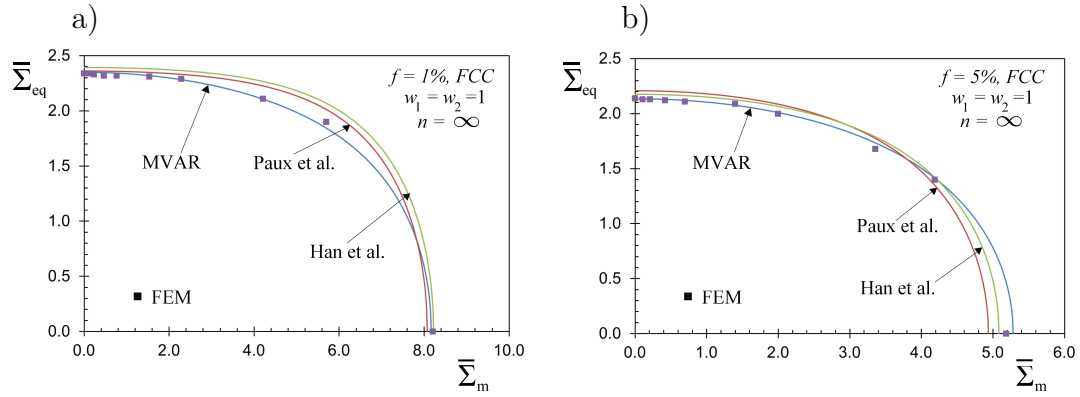 a)
Σ̅eq
2.5
2.0
1.5
1.0
0.5
0.0
0.0 2.0 4.0 6.0 8.0 10.0
Σ̅m
f = 1%, FCC
w1 = w2 = 1
n = ∞
MVAR
Paux et al.
Han et al.
FEM
b)
Σ̅eq
2.5
2.0
1.5
1.0
0.5
0.0
0.0 1.0 2.0 3.0 4.0 5.0 6.0
Σ̅m
f = 5%, FCC
w1 = w2 = 1
n = ∞
MVAR
Paux et al.
Han et al.
FEM